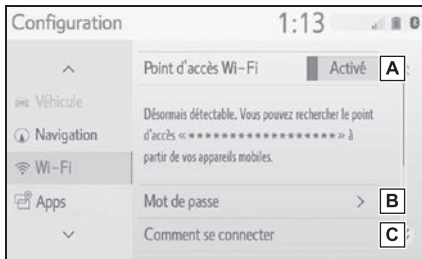 Configuration
1:13
Point d'accès Wi-Fi
Activé
A
Véhicule
Navigation
Wi-Fi
Apps
Désormais détectable. Vous pouvez rechercher le point
d'accès « ******************* » à
partir de vos appareils mobiles.
Mot de passe >
B
Comment se connecter
C